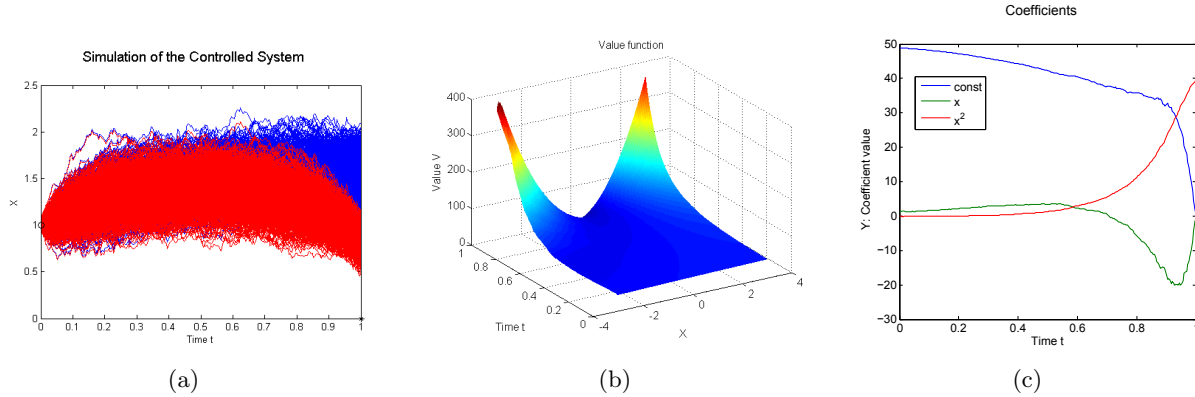 Simulation of the Controlled System
2.5
2
1.5
1
0.5
0
X
0 0.1 0.2 0.3 0.4 0.5 0.6 0.7 0.8 0.9 1
Time t
(a)
Value function
400
300
200
100
0
Value V
1
0.8
0.6
0.4
0.2
0
Time t
-4 -2 0 2 4
X
(b)
Coefficients
50
40
30
20
10
0
−10
−20
−30
Y: Coefficient value
const
x
x²
0 0.2 0.4 0.6 0.8
Time t
(c)